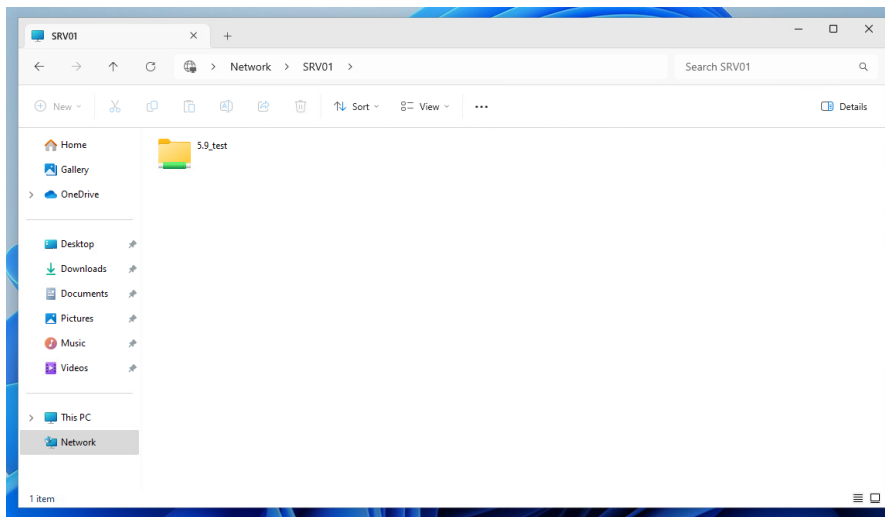 SRV01
Network > SRV01 >
Search SRV01
New
Sort
View
Details
Home
Gallery
OneDrive
Desktop
Downloads
Documents
Pictures
Music
Videos
This PC
Network
5.9_test
1 item